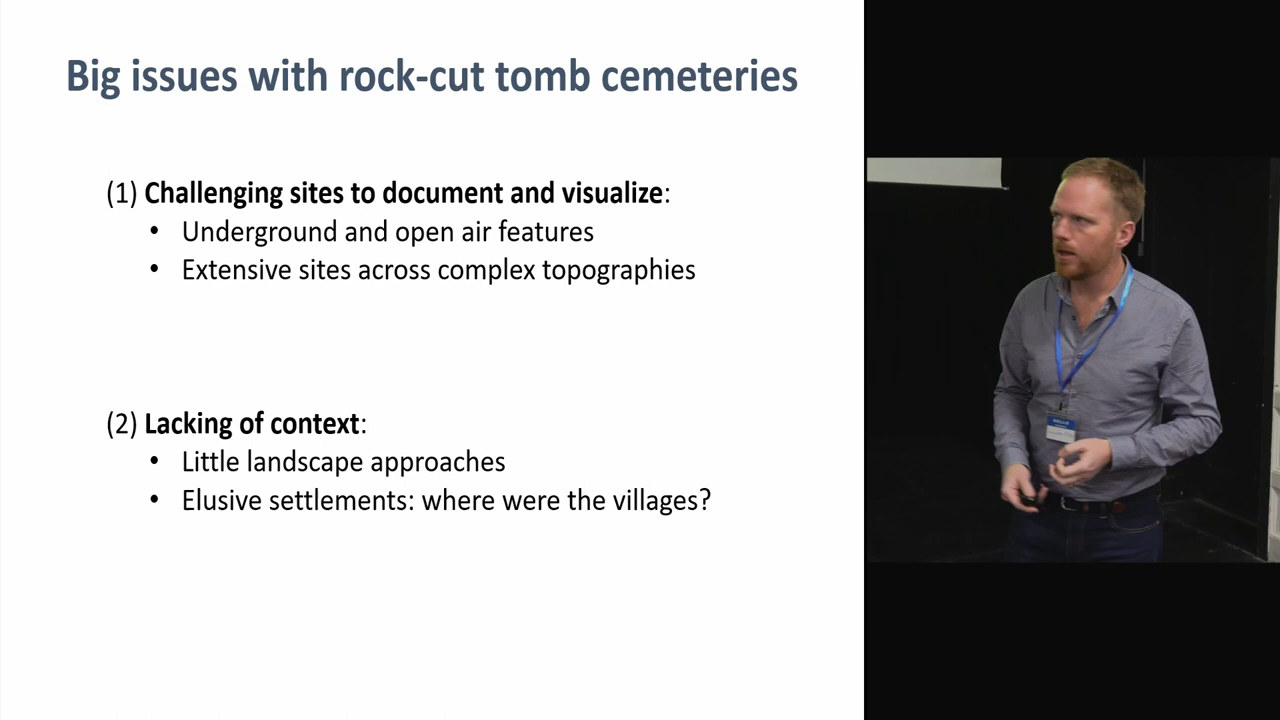 Big issues with rock-cut tomb cemeteries
(1) Challenging sites to document and visualize:
• Underground and open air features
• Extensive sites across complex topographies
(2) Lacking of context:
• Little landscape approaches
• Elusive settlements: where were the villages?